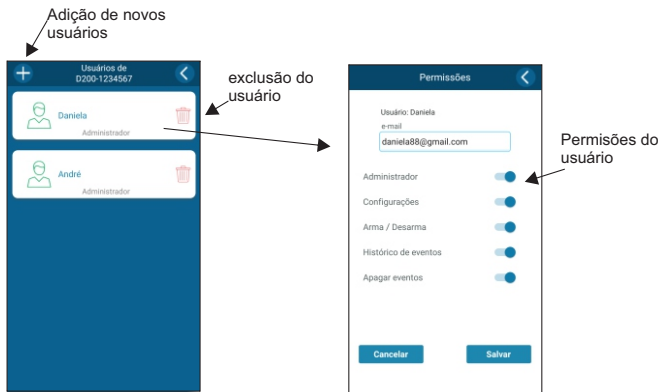 Adição de novos
usuários
Usuários de
D200-1234567
Daniela
Administrador
André
Administrador
exclusão do
usuário
Permissões
Usuário: Daniela
e-mail
daniela88@gmail.com
Administrador
Configurações
Arma / Desarma
Histórico de eventos
Apagar eventos
Cancelar
Salvar
Permisões do
usuário